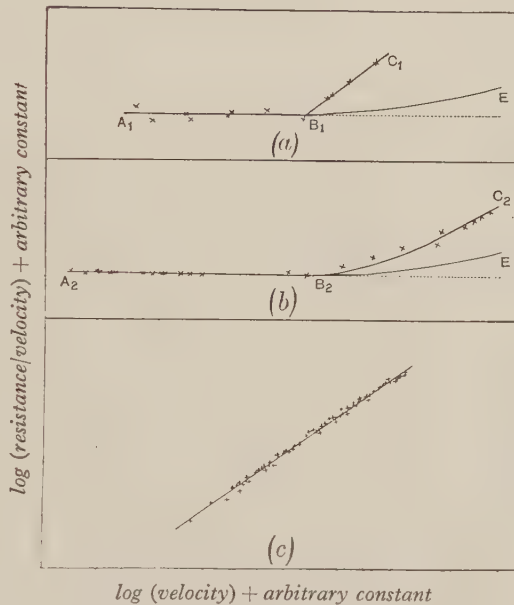 log (resistance/velocity) + arbitrary constant
C1
E
A1
B1
(a)
C2
E
A2
B2
(b)
(c)
log (velocity) + arbitrary constant